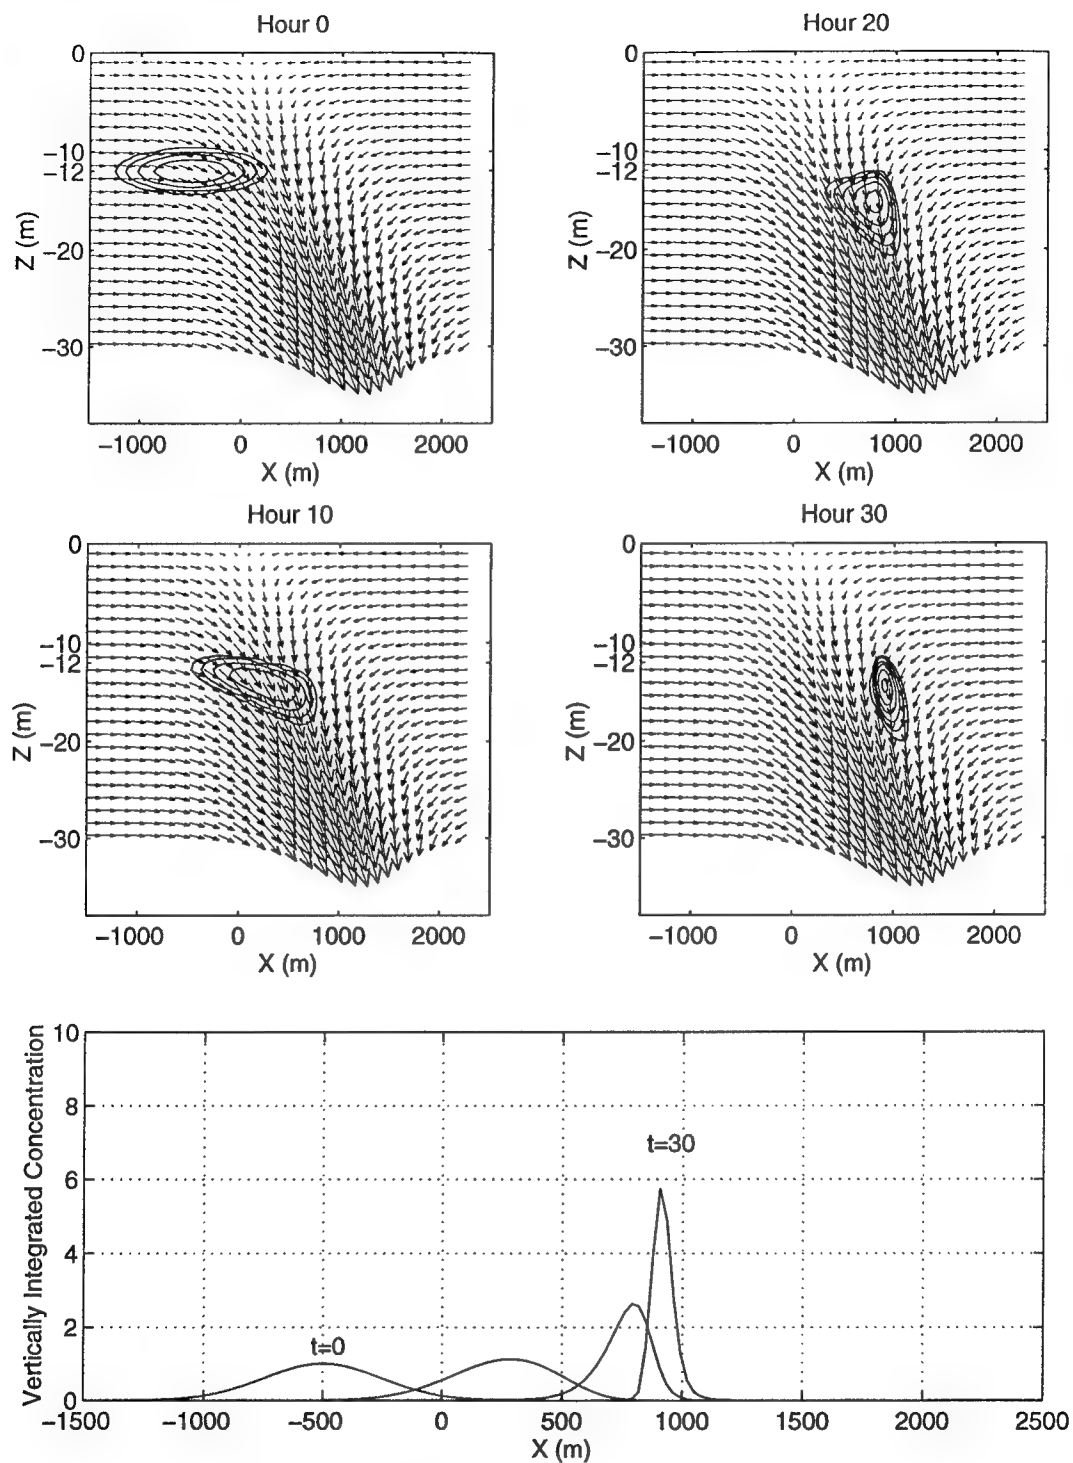 Hour 0
0
−10
−12
−20
−30
Z (m)
−1000 0 1000 2000
X (m)
Hour 20
0
−10
−12
−20
−30
Z (m)
−1000 0 1000 2000
X (m)
Hour 10
0
−10
−12
−20
−30
Z (m)
−1000 0 1000 2000
X (m)
Hour 30
0
−10
−12
−20
−30
Z (m)
−1000 0 1000 2000
X (m)
Vertically Integrated Concentration
10
8
6
4
2
0
t=30
t=0
−1500 −1000 −500 0 500 1000 1500 2000 2500
X (m)